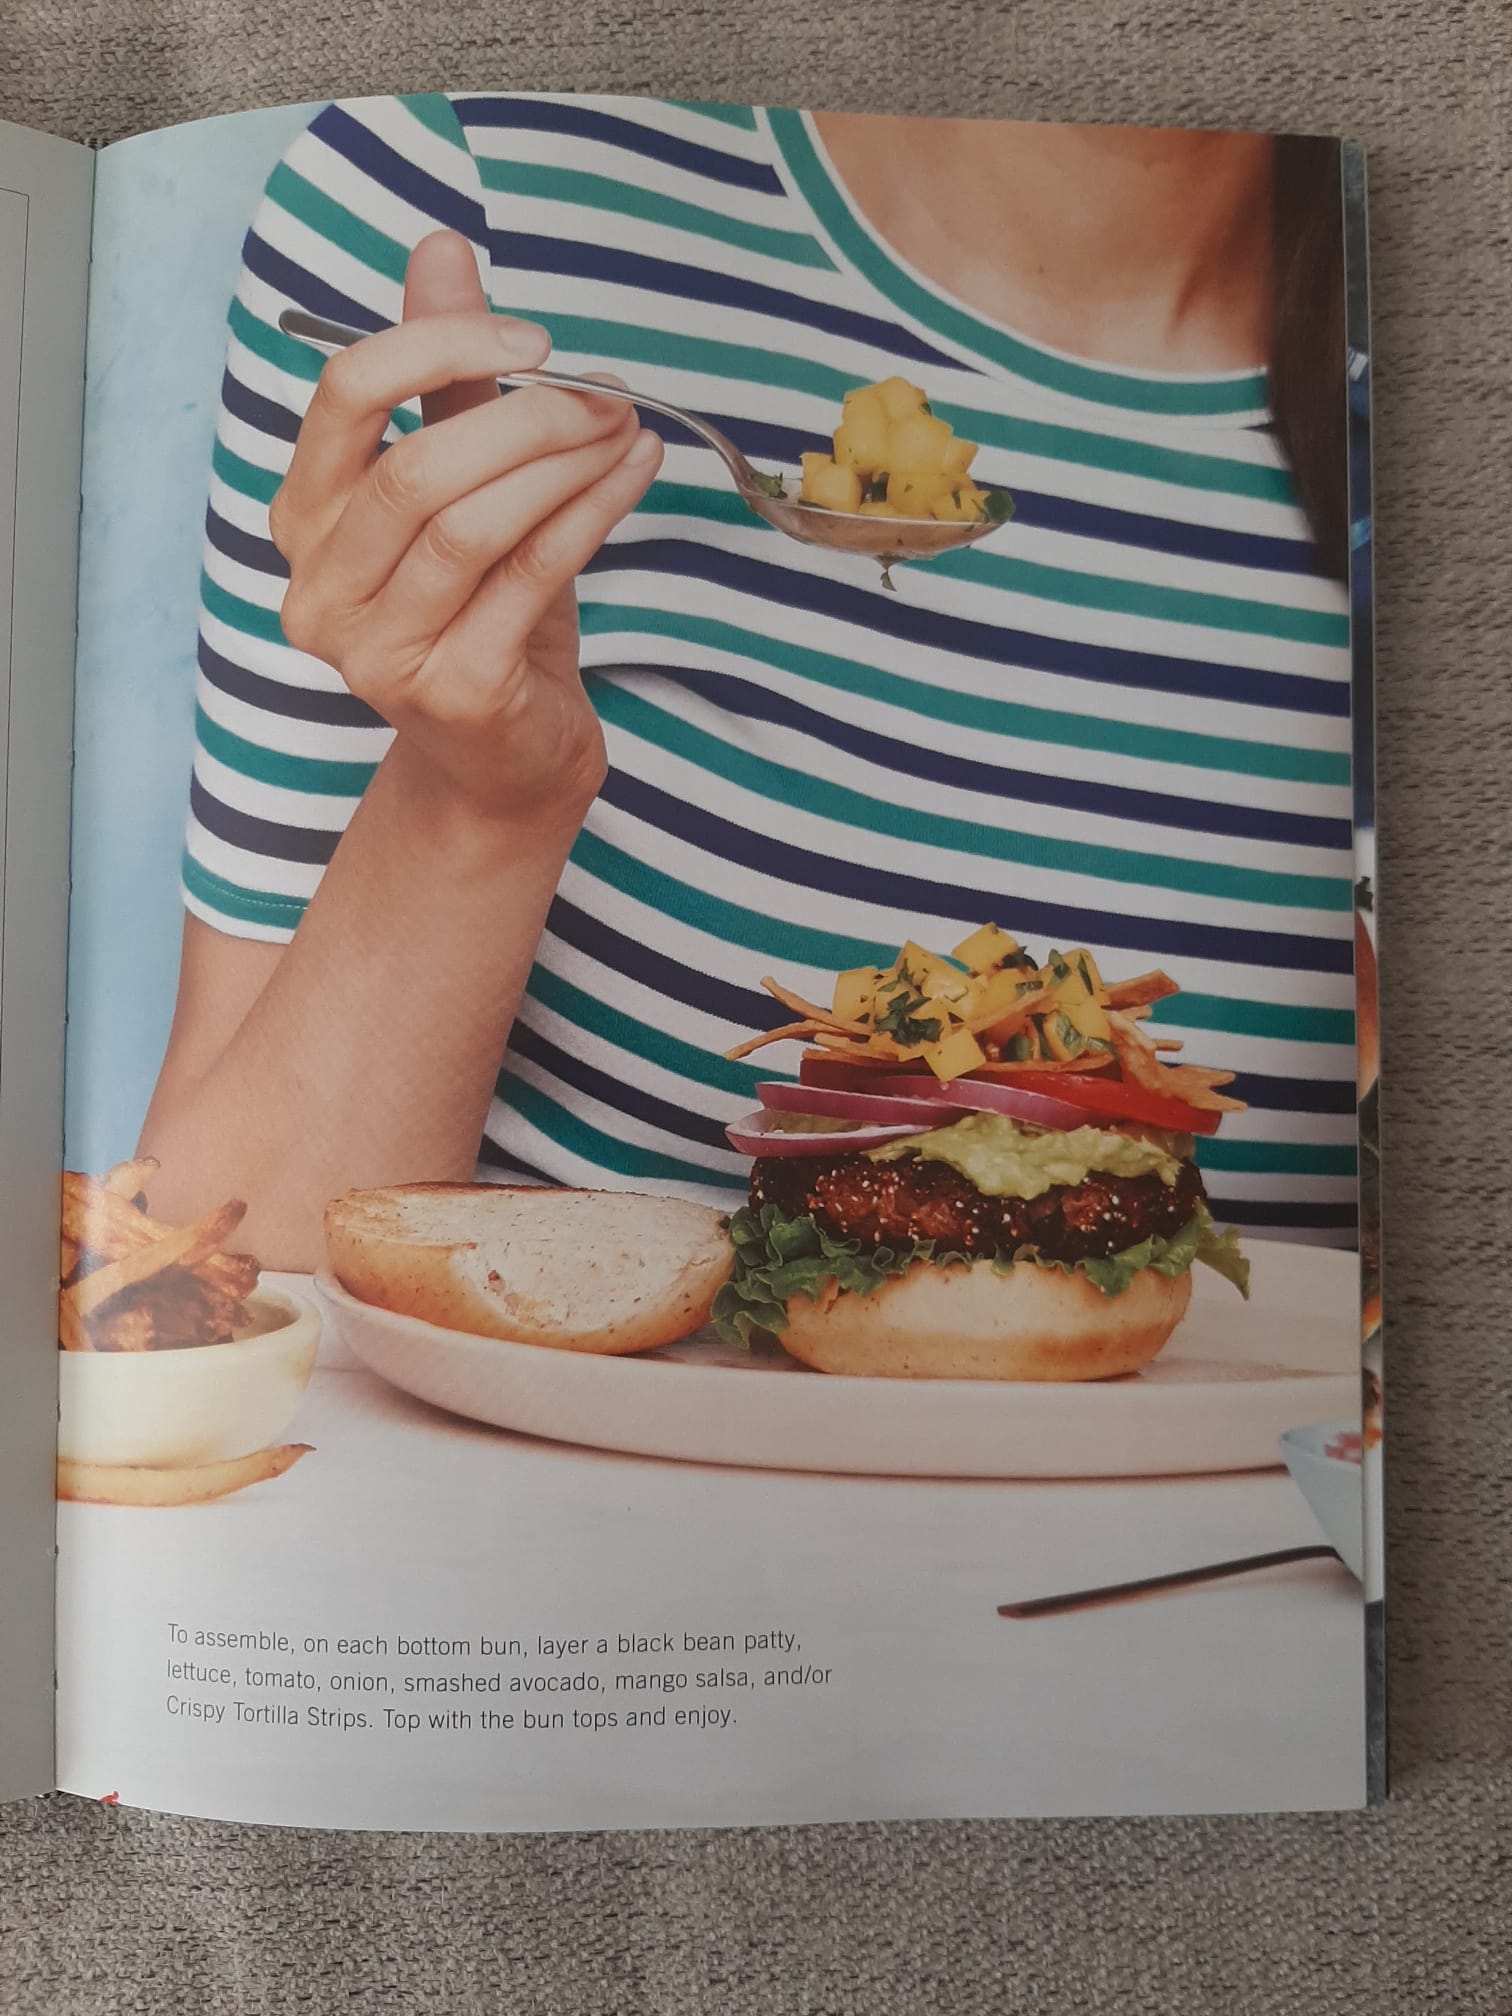 To assemble, on each bottom bun, layer a black bean patty,
lettuce, tomato, onion, smashed avocado, mango salsa, and/or
Crispy Tortilla Strips. Top with the bun tops and enjoy.